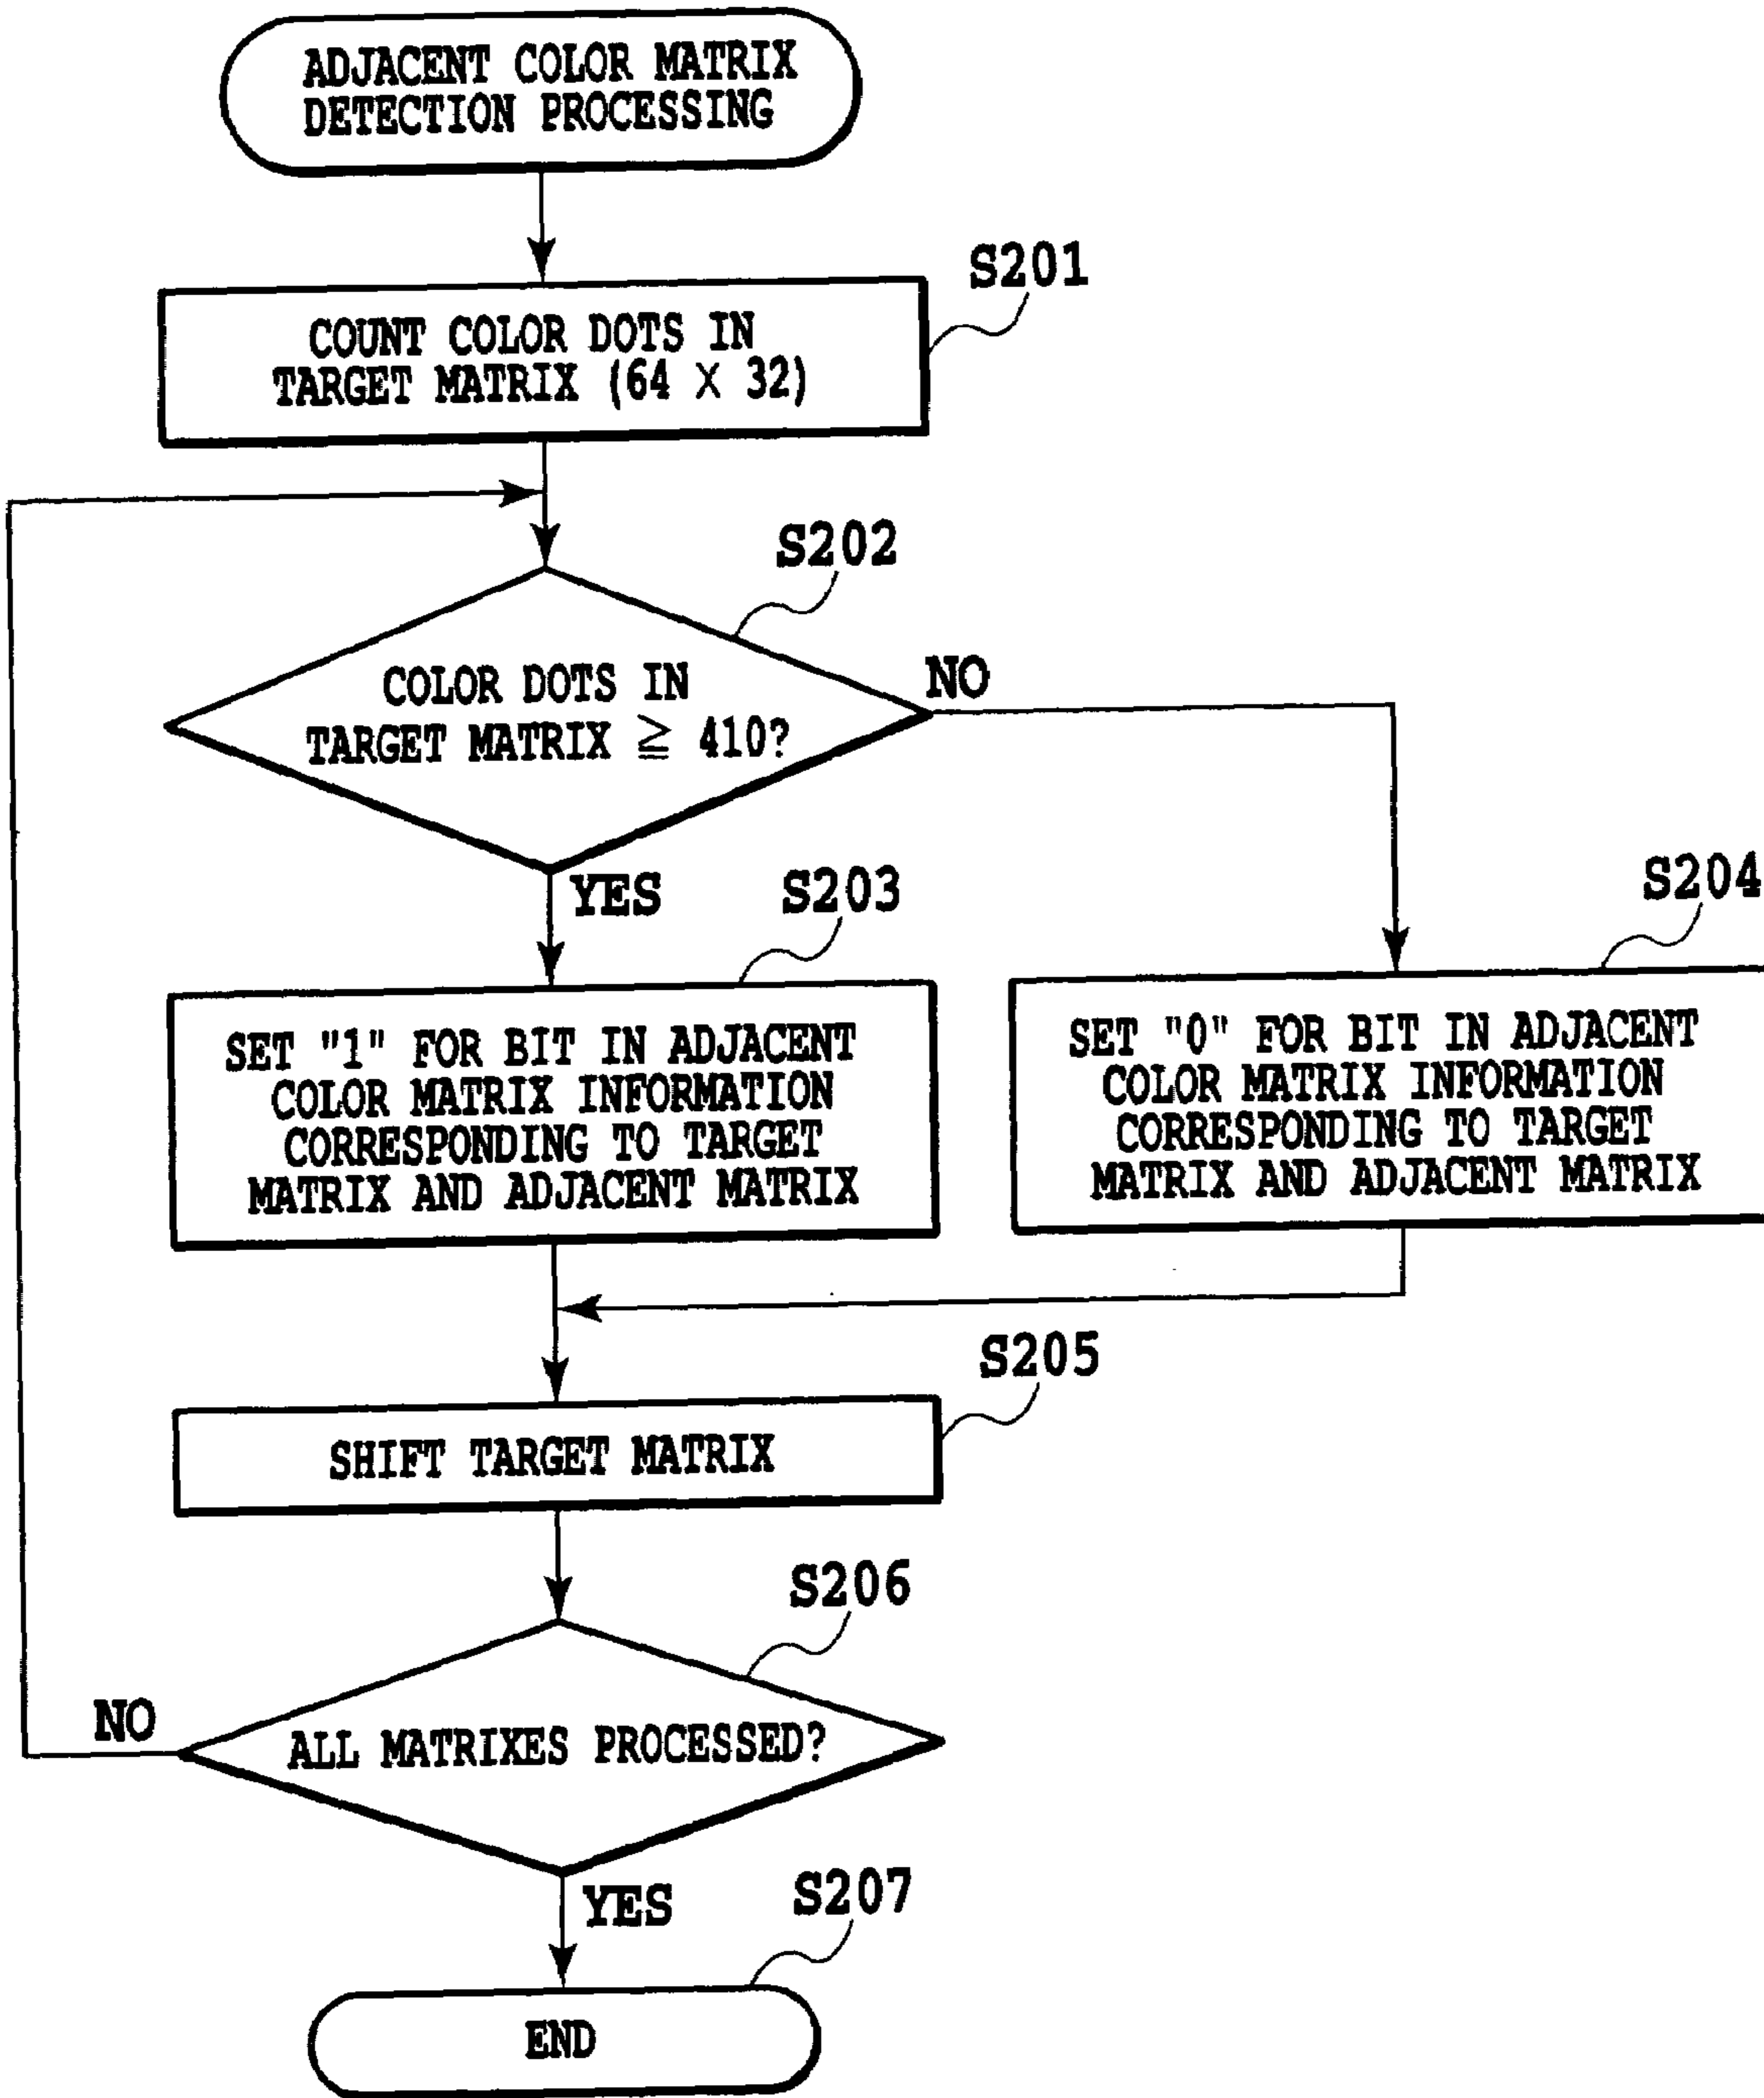 ADJACENT COLOR MATRIX
DETECTION PROCESSING
S201
COUNT COLOR DOTS IN
TARGET MATRIX (64 X 32)
S202
COLOR DOTS IN
TARGET MATRIX ≧ 410?
NO
YES
S203
SET "1" FOR BIT IN ADJACENT
COLOR MATRIX INFORMATION
CORRESPONDING TO TARGET
MATRIX AND ADJACENT MATRIX
S204
SET "0" FOR BIT IN ADJACENT
COLOR MATRIX INFORMATION
CORRESPONDING TO TARGET
MATRIX AND ADJACENT MATRIX
S205
SHIFT TARGET MATRIX
S206
NO
ALL MATRIXES PROCESSED?
YES
S207
END